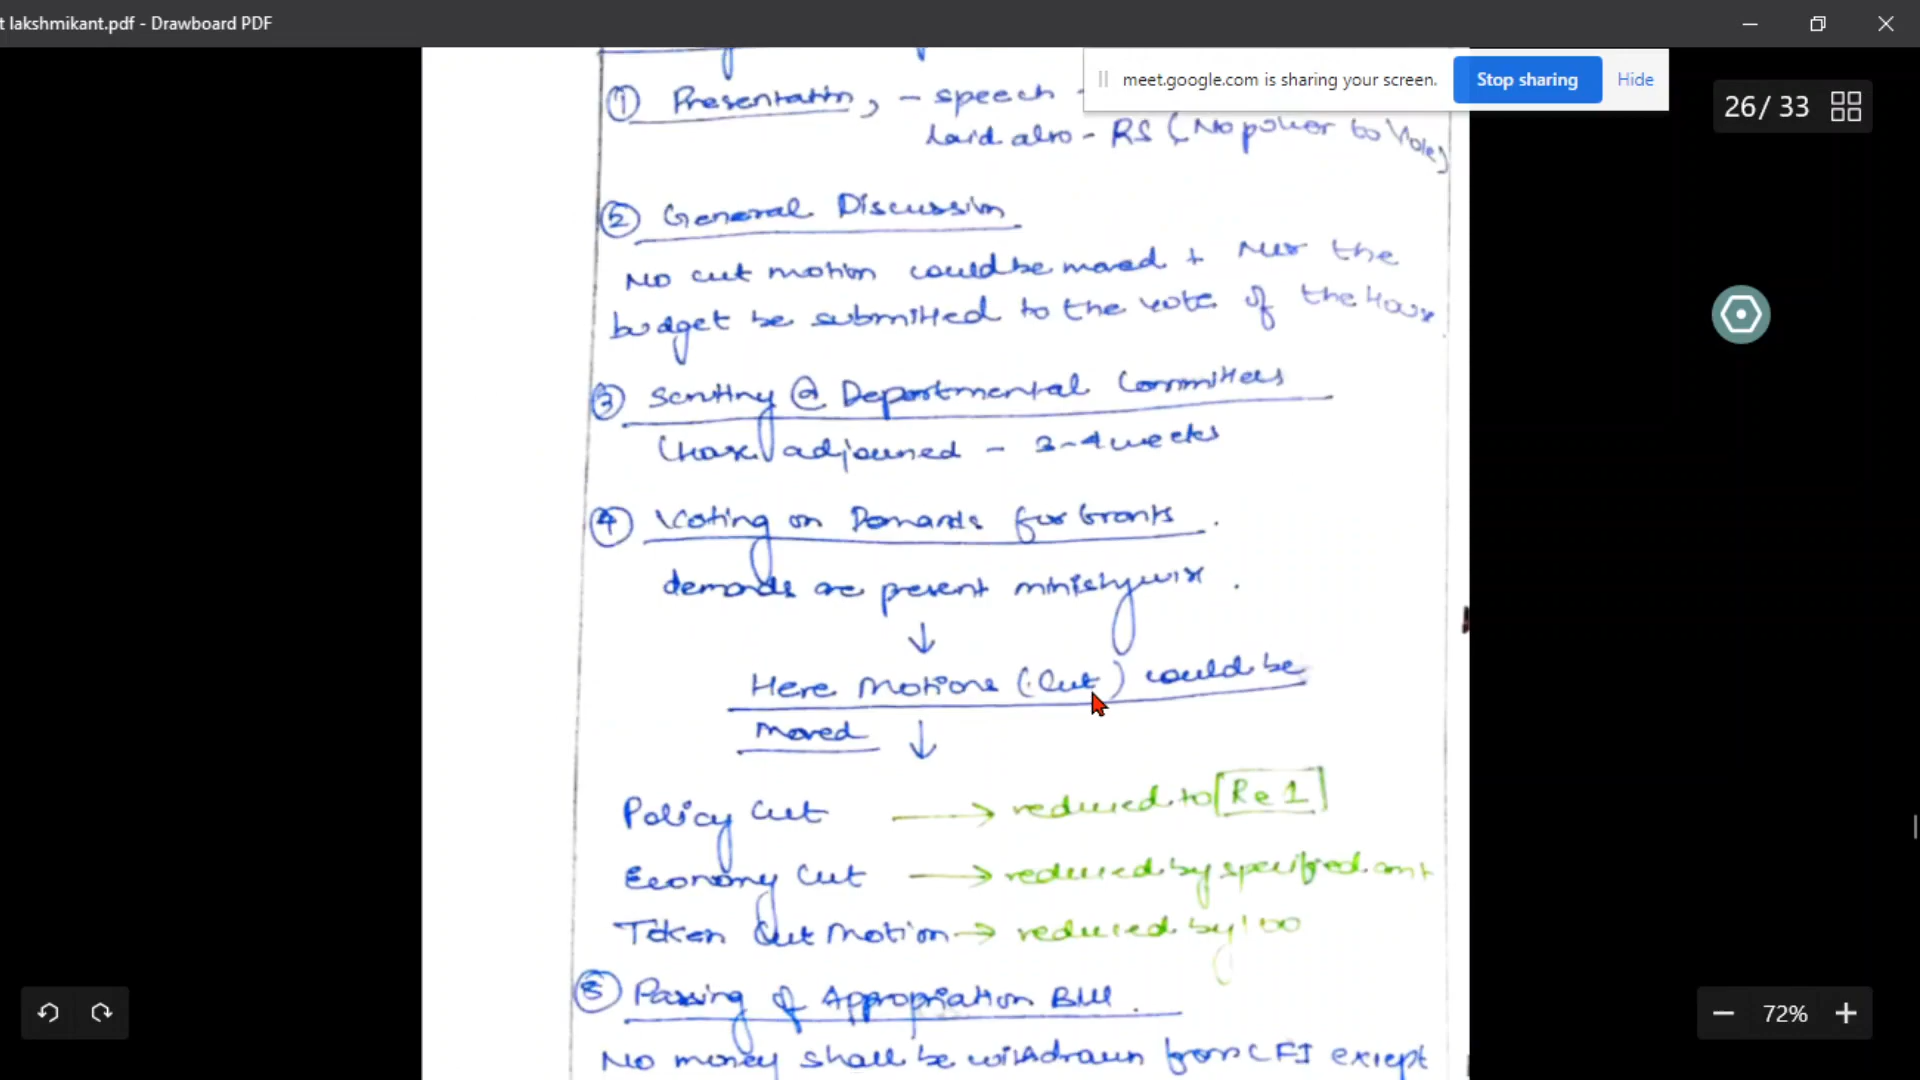 t lakshmikant.pdf - Drawboard PDF
meet.google.com is sharing your screen.
Stop sharing
Hide
26/ 33
① Presentatin, - speech -
Laid also - RS (No power to Vote)
② General Discussion
No cut motion could be moved + Nor the
budget be submitted to the vote of the House
③ Scrutiny @ Departmental Committees
adjourned - 3-4 weeks
④ Voting on Demands for Grants.
demands are present ministrywise.
↓
Here Motions (Cut) could be
moved ↓
Policy Cut → reduced to Re 1
Economy Cut → reduced by specified amt
Token Cut Motion → reduced by 100
⑤ Passing of Appropriation Bill.
No money shall be withdrawn from CFI except
72%